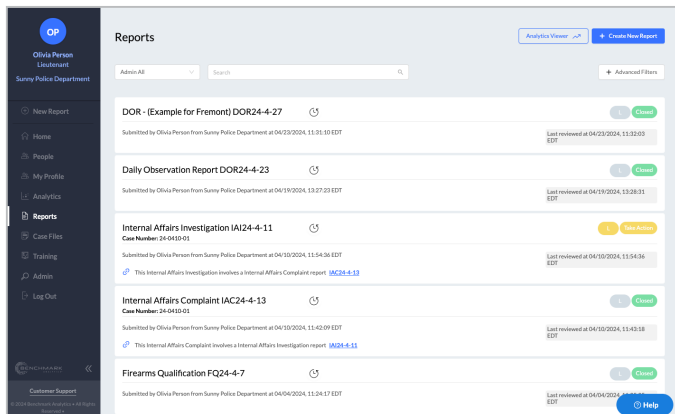 OP
Olivia Person
Lieutenant
Sunny Police Department
New Report
Home
People
My Profile
Analytics
Reports
Case Files
Training
Admin
Log Out
BENCHMARK
Customer Support
© 2024 Benchmark Analytics • All Rights
Reserved •
Reports
Analytics Viewer
+ Create New Report
Admin All
Search
+ Advanced Filters
DOR - (Example for Fremont) DOR24-4-27
L
Closed
Submitted by Olivia Person from Sunny Police Department at 04/23/2024, 11:31:10 EDT
Last reviewed at 04/23/2024, 11:32:03
EDT
Daily Observation Report DOR24-4-23
L
Closed
Submitted by Olivia Person from Sunny Police Department at 04/19/2024, 13:27:23 EDT
Last reviewed at 04/19/2024, 13:28:31
EDT
Internal Affairs Investigation IAI24-4-11
L
Take Action
Case Number: 24-0410-01
Submitted by Olivia Person from Sunny Police Department at 04/10/2024, 11:54:36 EDT
Last reviewed at 04/10/2024, 11:54:36
EDT
This Internal Affairs Investigation involves a Internal Affairs Complaint report IAC24-4-13
Internal Affairs Complaint IAC24-4-13
L
Closed
Case Number: 24-0410-01
Submitted by Olivia Person from Sunny Police Department at 04/10/2024, 11:42:09 EDT
Last reviewed at 04/10/2024, 11:43:18
EDT
This Internal Affairs Complaint involves a Internal Affairs Investigation report IAI24-4-11
Firearms Qualification FQ24-4-7
L
Closed
Submitted by Olivia Person from Sunny Police Department at 04/04/2024, 11:24:17 EDT
Last reviewed at 04/04/2024,
EDT
Help